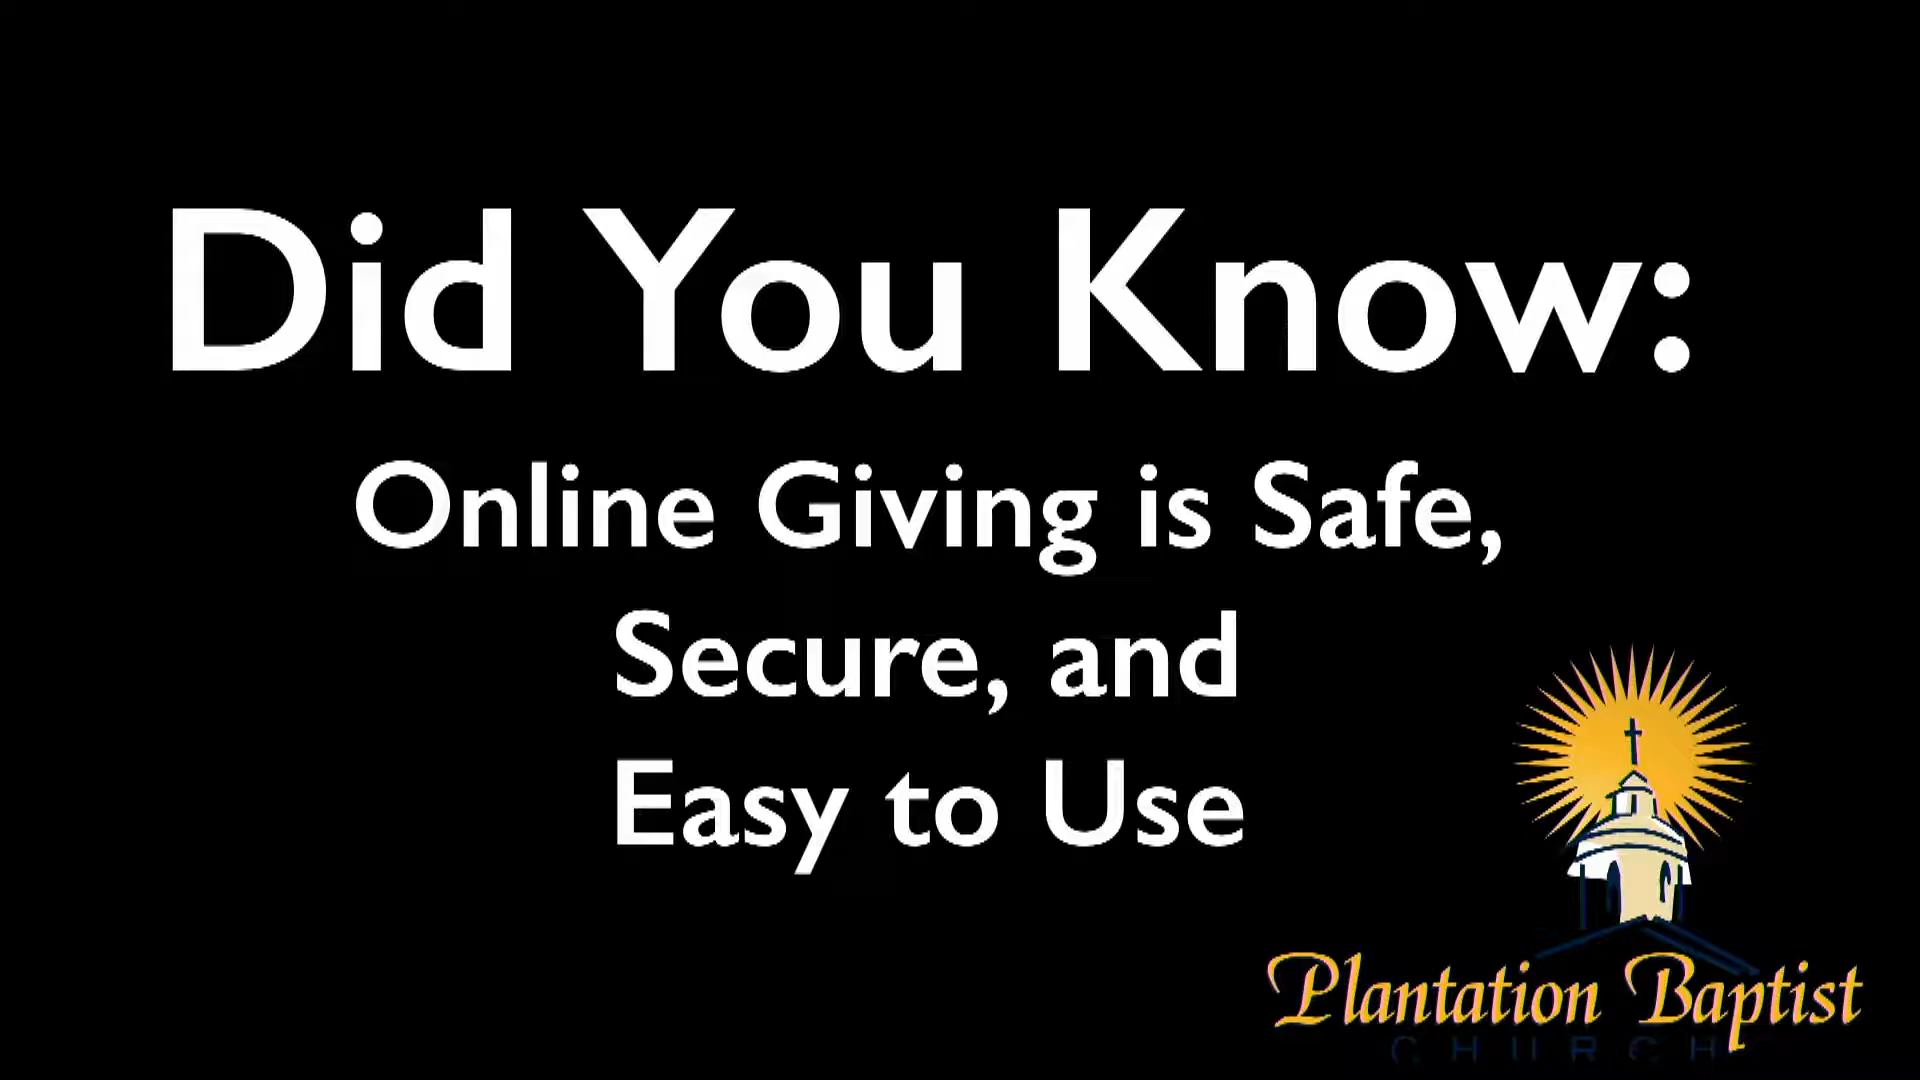 Did You Know:
Online Giving is Safe,
Secure, and
Easy to Use
Plantation Baptist
CHURCH